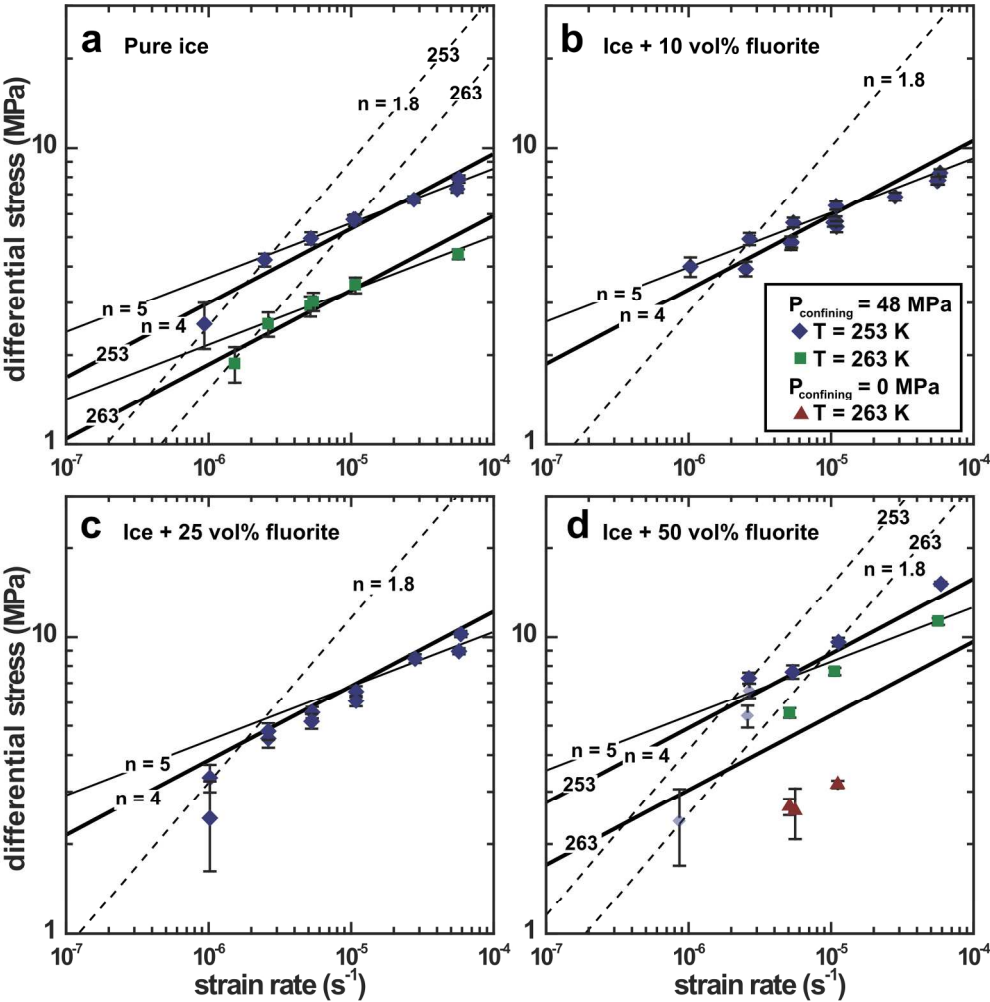 a Pure ice
253
263
n = 1.8
n = 5
n = 4
253
263
10
1
10⁻⁷ 10⁻⁶ 10⁻⁵ 10⁻⁴
differential stress (MPa)
b Ice + 10 vol% fluorite
n = 1.8
n = 5
n = 4
P confining = 48 MPa
T = 253 K
T = 263 K
P confining = 0 MPa
T = 263 K
10
1
10⁻⁷ 10⁻⁶ 10⁻⁵ 10⁻⁴
c Ice + 25 vol% fluorite
n = 1.8
n = 5
n = 4
10
1
10⁻⁷ 10⁻⁶ 10⁻⁵ 10⁻⁴
differential stress (MPa)
strain rate (s⁻¹)
d Ice + 50 vol% fluorite
253
263
n = 1.8
n = 5
n = 4
253
263
10
1
10⁻⁷ 10⁻⁶ 10⁻⁵ 10⁻⁴
strain rate (s⁻¹)